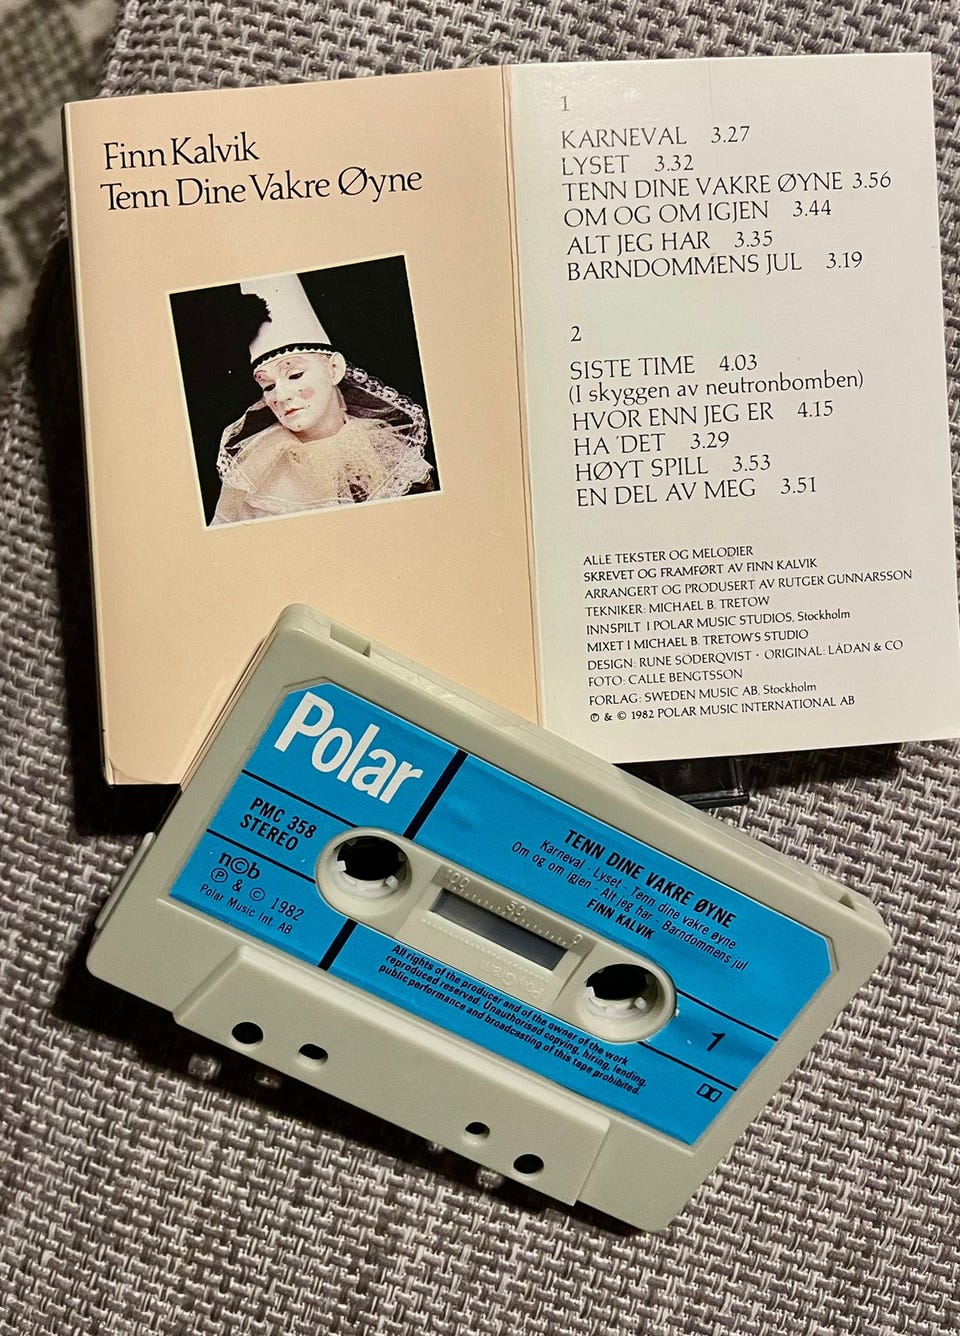 Finn Kalvik
Tenn Dine Vakre Øyne
1
KARNEVAL 3.27
LYSET 3.32
TENN DINE VAKRE ØYNE 3.56
OM OG OM IGJEN 3.44
ALT JEG HAR 3.35
BARNDOMMENS JUL 3.19
2
SISTE TIME 4.03
(I skyggen av neutronbomben)
HVOR ENN JEG ER 4.15
HA 'DET 3.29
HØYT SPILL 3.53
EN DEL AV MEG 3.51
ALLE TEKSTER OG MELODIER
SKREVET OG FRAMFØRT AV FINN KALVIK
ARRANGERT OG PRODUSERT AV RUTGER GUNNARSSON
TEKNIKER: MICHAEL B. TRETOW
INNSPILT I POLAR MUSIC STUDIOS, Stockholm
MIXET I MICHAEL B. TRETOW'S STUDIO
DESIGN: RUNE SÖDERQVIST • ORIGINAL: LÅDAN & CO
FOTO: CALLE BENGTSSON
FORLAG: SWEDEN MUSIC AB, Stockholm
℗ & © 1982 POLAR MUSIC INTERNATIONAL AB
Polar
PMC 358
STEREO
n©b
℗ & © 1982
Polar Music Int. AB
TENN DINE VAKRE ØYNE
Karneval · Lyset · Tenn dine vakre øyne
Om og om igjen · Alt jeg har · Barndommens jul
FINN KALVIK
100 50 0
All rights of the producer and of the owner of the work
reproduced reserved. Unauthorised copying, hiring, lending,
public performance and broadcasting of this tape prohibited.
1